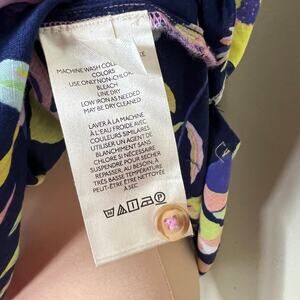 MACHINE WASH COLD
COLORS
USE ONLY NON-CHLORINE
BLEACH
LINE DRY
LOW IRON AS NEEDED
MAY BE DRY CLEANED
LAVER À LA MACHINE
À L'EAU FROIDE AVEC
COULEURS SIMILAIRES
UTILISER UN AGENT DE
BLANCHIMENT SANS
CHLORE SI NÉCESSAIRE
SUSPENDRE POUR SÉCHER
REPASSER, AU BESOIN, À
TRÈS BASSE TEMPÉRATURE
PEUT-ÊTRE ÊTRE NETTOYÉE
À SEC
P